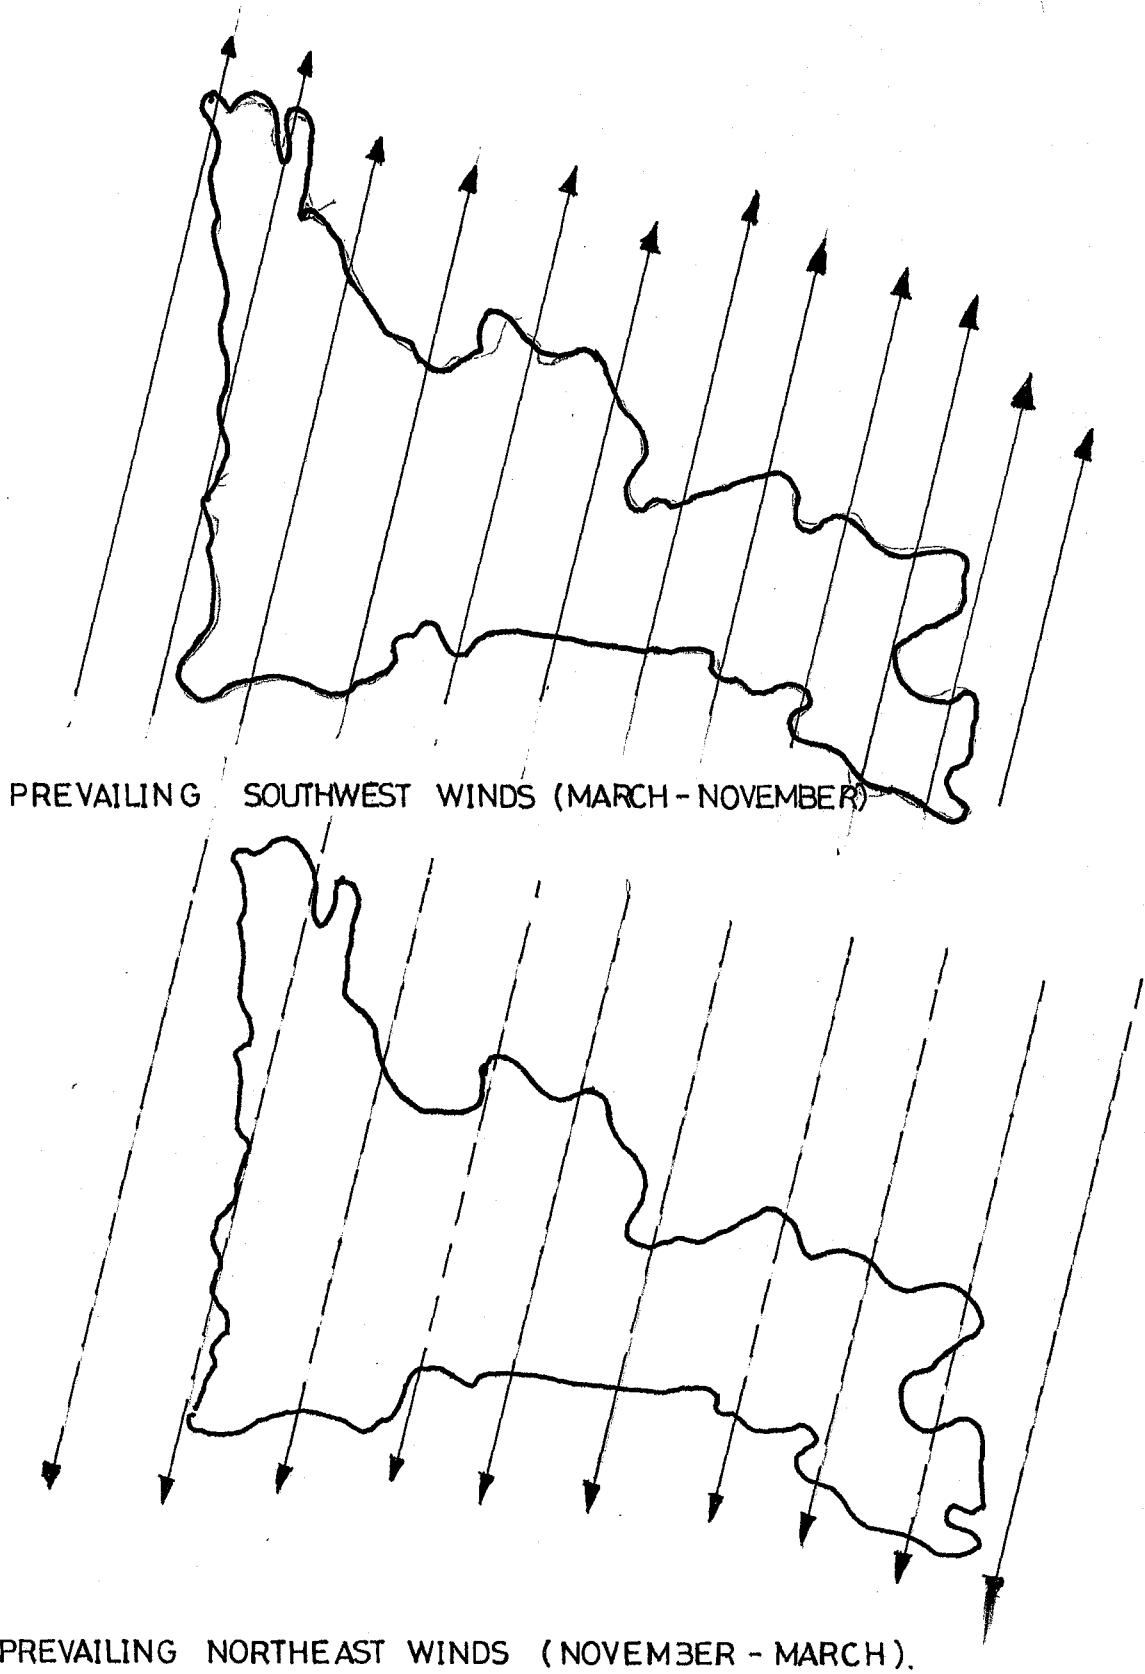 PREVAILING SOUTHWEST WINDS (MARCH - NOVEMBER)
PREVAILING NORTHEAST WINDS (NOVEMBER - MARCH).